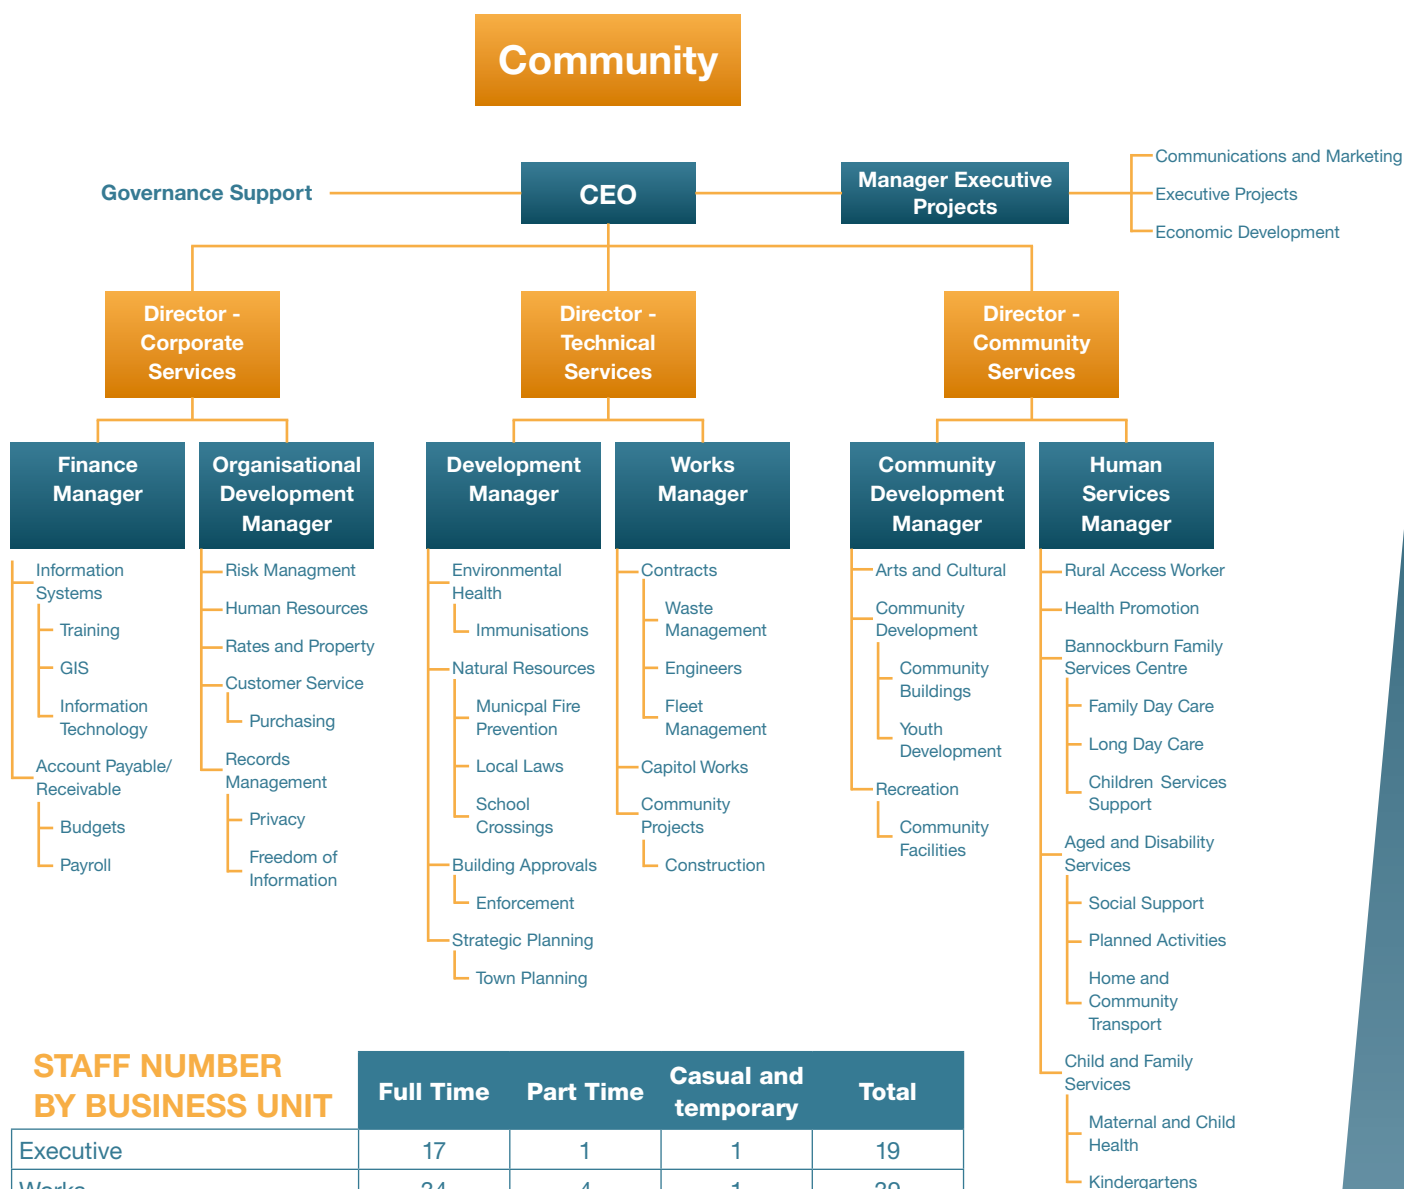 Community
Governance Support
CEO
Manager Executive
Projects
Communications and Marketing
Executive Projects
Economic Development
Director -
Corporate
Services
Director -
Technical
Services
Director -
Community
Services
Finance
Manager
Organisational
Development
Manager
Development
Manager
Works
Manager
Community
Development
Manager
Human
Services
Manager
Information
Systems
Training
GIS
Information
Technology
Account Payable/
Receivable
Budgets
Payroll
Risk Managment
Human Resources
Rates and Property
Customer Service
Purchasing
Records
Management
Privacy
Freedom of
Information
Environmental
Health
Immunisations
Natural Resources
Municpal Fire
Prevention
Local Laws
School
Crossings
Building Approvals
Enforcement
Strategic Planning
Town Planning
Contracts
Waste
Management
Engineers
Fleet
Management
Capitol Works
Community
Projects
Construction
Arts and Cultural
Community
Development
Community
Buildings
Youth
Development
Recreation
Community
Facilities
Rural Access Worker
Health Promotion
Bannockburn Family
Services Centre
Family Day Care
Long Day Care
Children Services
Support
Aged and Disability
Services
Social Support
Planned Activities
Home and
Community
Transport
Child and Family
Services
Maternal and Child
Health
Kindergartens
STAFF NUMBER
BY BUSINESS UNIT
Full Time Part Time Casual and temporary Total
Executive 17 1 1 19
Works 34 4 1 39